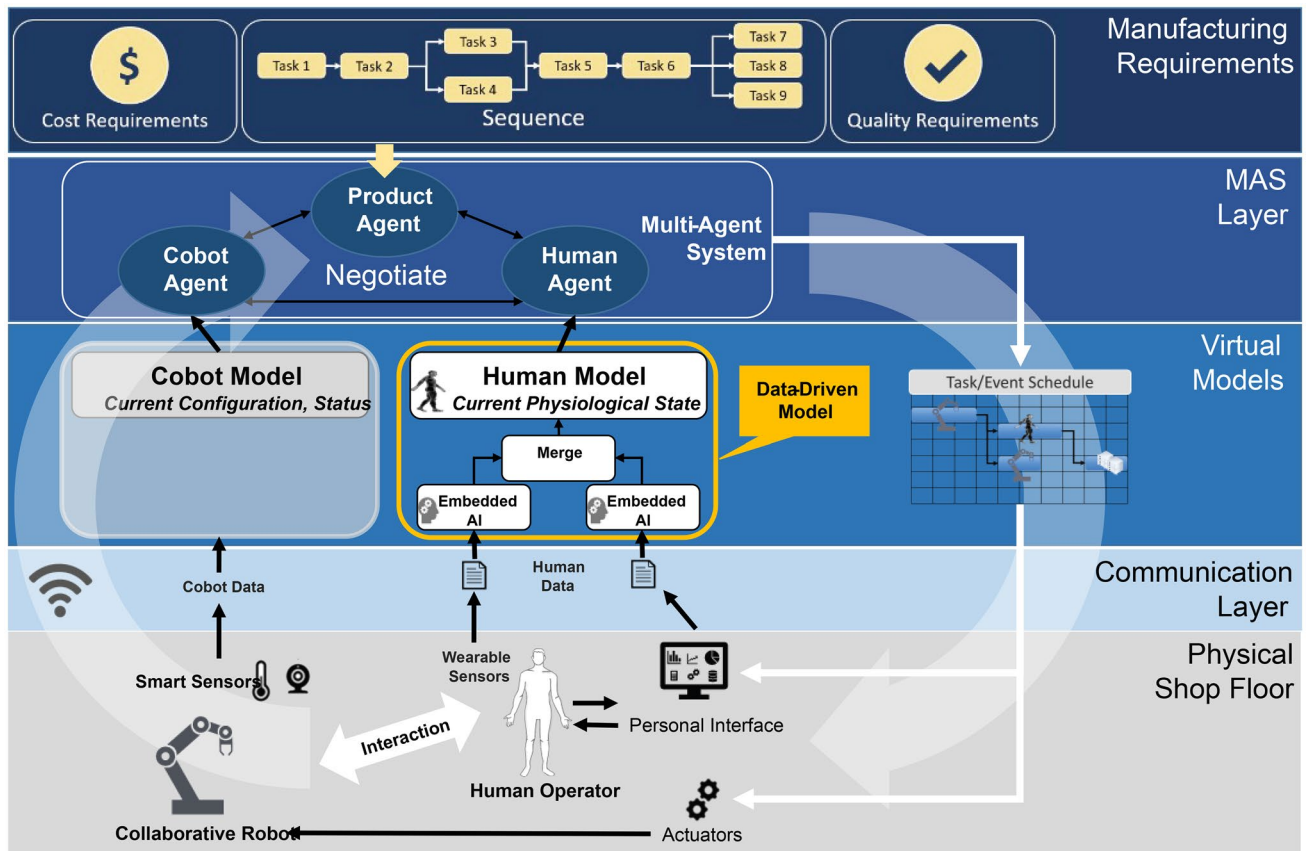 Manufacturing
Requirements
Cost Requirements
Task 1
Task 2
Task 3
Task 4
Task 5
Task 6
Task 7
Task 8
Task 9
Sequence
Quality Requirements
MAS
Layer
Product
Agent
Cobot
Agent
Negotiate
Human
Agent
Multi-Agent
System
Virtual
Models
Cobot Model
Current Configuration, Status
Human Model
Current Physiological State
Merge
Embedded
AI
Embedded
AI
Data-Driven
Model
Task/Event Schedule
Communication
Layer
Cobot Data
Human
Data
Physical
Shop Floor
Smart Sensors
Wearable
Sensors
Interaction
Personal Interface
Human Operator
Collaborative Robot
Actuators